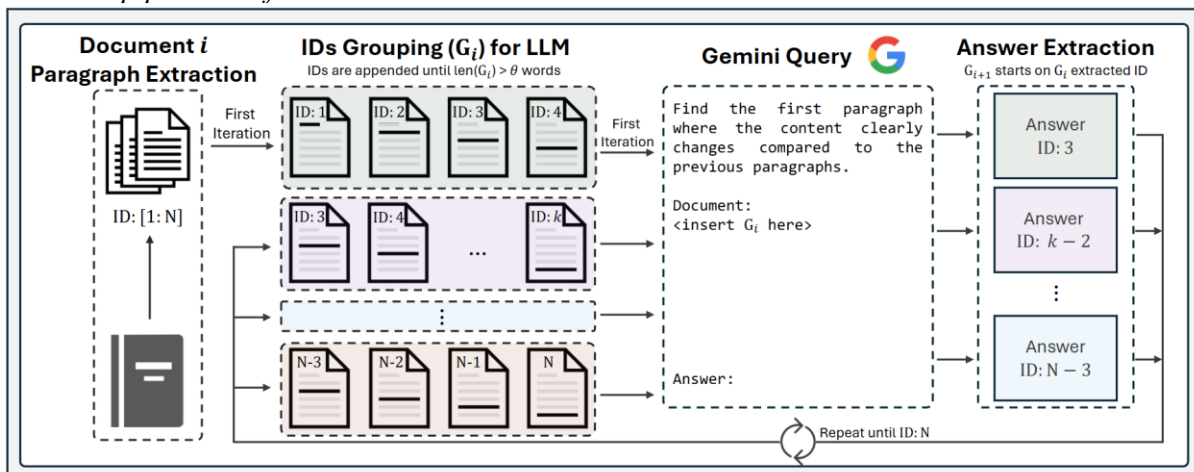 Document i
Paragraph Extraction
ID: [1: N]
First
Iteration
IDs Grouping (Gᵢ) for LLM
IDs are appended until len(Gᵢ) > θ words
ID: 1
ID: 2
ID: 3
ID: 4
ID: 3
ID: 4
...
ID: k
⋮
N-3
N-2
N-1
N
First
Iteration
Gemini Query
Find the first paragraph
where the content clearly
changes compared to the
previous paragraphs.
Document:
<insert Gᵢ here>
Answer:
Answer Extraction
Gᵢ₊₁ starts on Gᵢ extracted ID
Answer
ID: 3
Answer
ID: k − 2
⋮
Answer
ID: N − 3
Repeat until ID: N